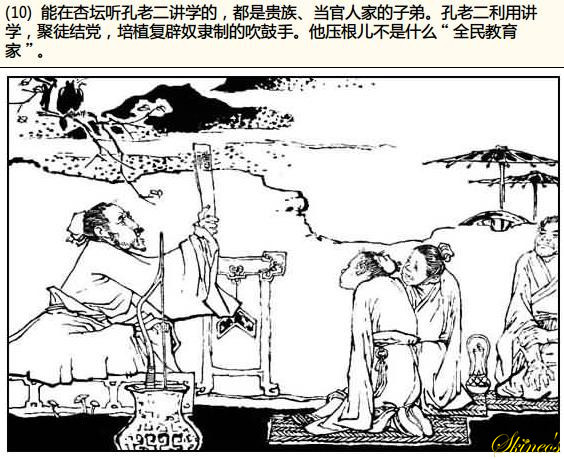 (10) 能在杏坛听孔老二讲学的，都是贵族、当官人家的子弟。孔老二利用讲
学，聚徒结党，培植复辟奴隶制的吹鼓手。他压根儿不是什么“全民教育
家”。
Skineo's